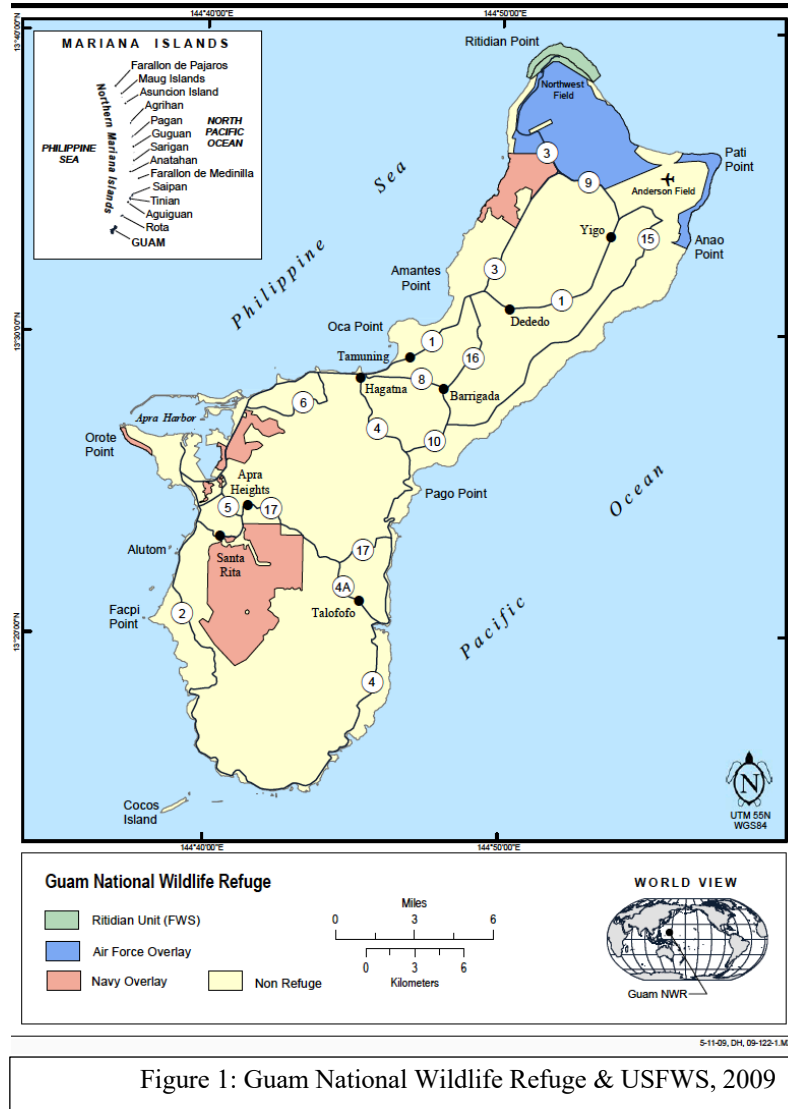 144°40'00"E
144°50'00"E
13°40'00"N
MARIANA ISLANDS
Farallon de Pajaros
Maug Islands
Asuncion Island
Agrihan
Pagan
Guguan
Sarigan
Anatahan
Farallon de Medinilla
Saipan
Tinian
Aguiguan
Rota
GUAM
Northern Mariana Islands
NORTH
PACIFIC
OCEAN
PHILIPPINE
SEA
Ritidian Point
Northwest
Field
3
Pati
Point
9
Anderson Field
Yigo
15
Anao
Point
Philippine Sea
Amantes
Point
3
1
Dededo
13°30'00"N
Oca Point
1
Tamuning
16
8
Hagatna
Barrigada
6
4
10
Apra Harbor
Orote
Point
Pago Point
Apra
Heights
5
17
Alutom
Santa
Rita
17
4A
Talofofo
Facpi
Point
2
13°20'00"N
4
Pacific Ocean
Cocos
Island
N
UTM 55N
WGS84
144°40'00"E
144°50'00"E
Guam National Wildlife Refuge
Ritidian Unit (FWS)
Air Force Overlay
Navy Overlay
Non Refuge
Miles
0 3 6
0 3 6
Kilometers
WORLD VIEW
Guam NWR
5-11-09, DH, 09-122-1.M
Figure 1: Guam National Wildlife Refuge & USFWS, 2009